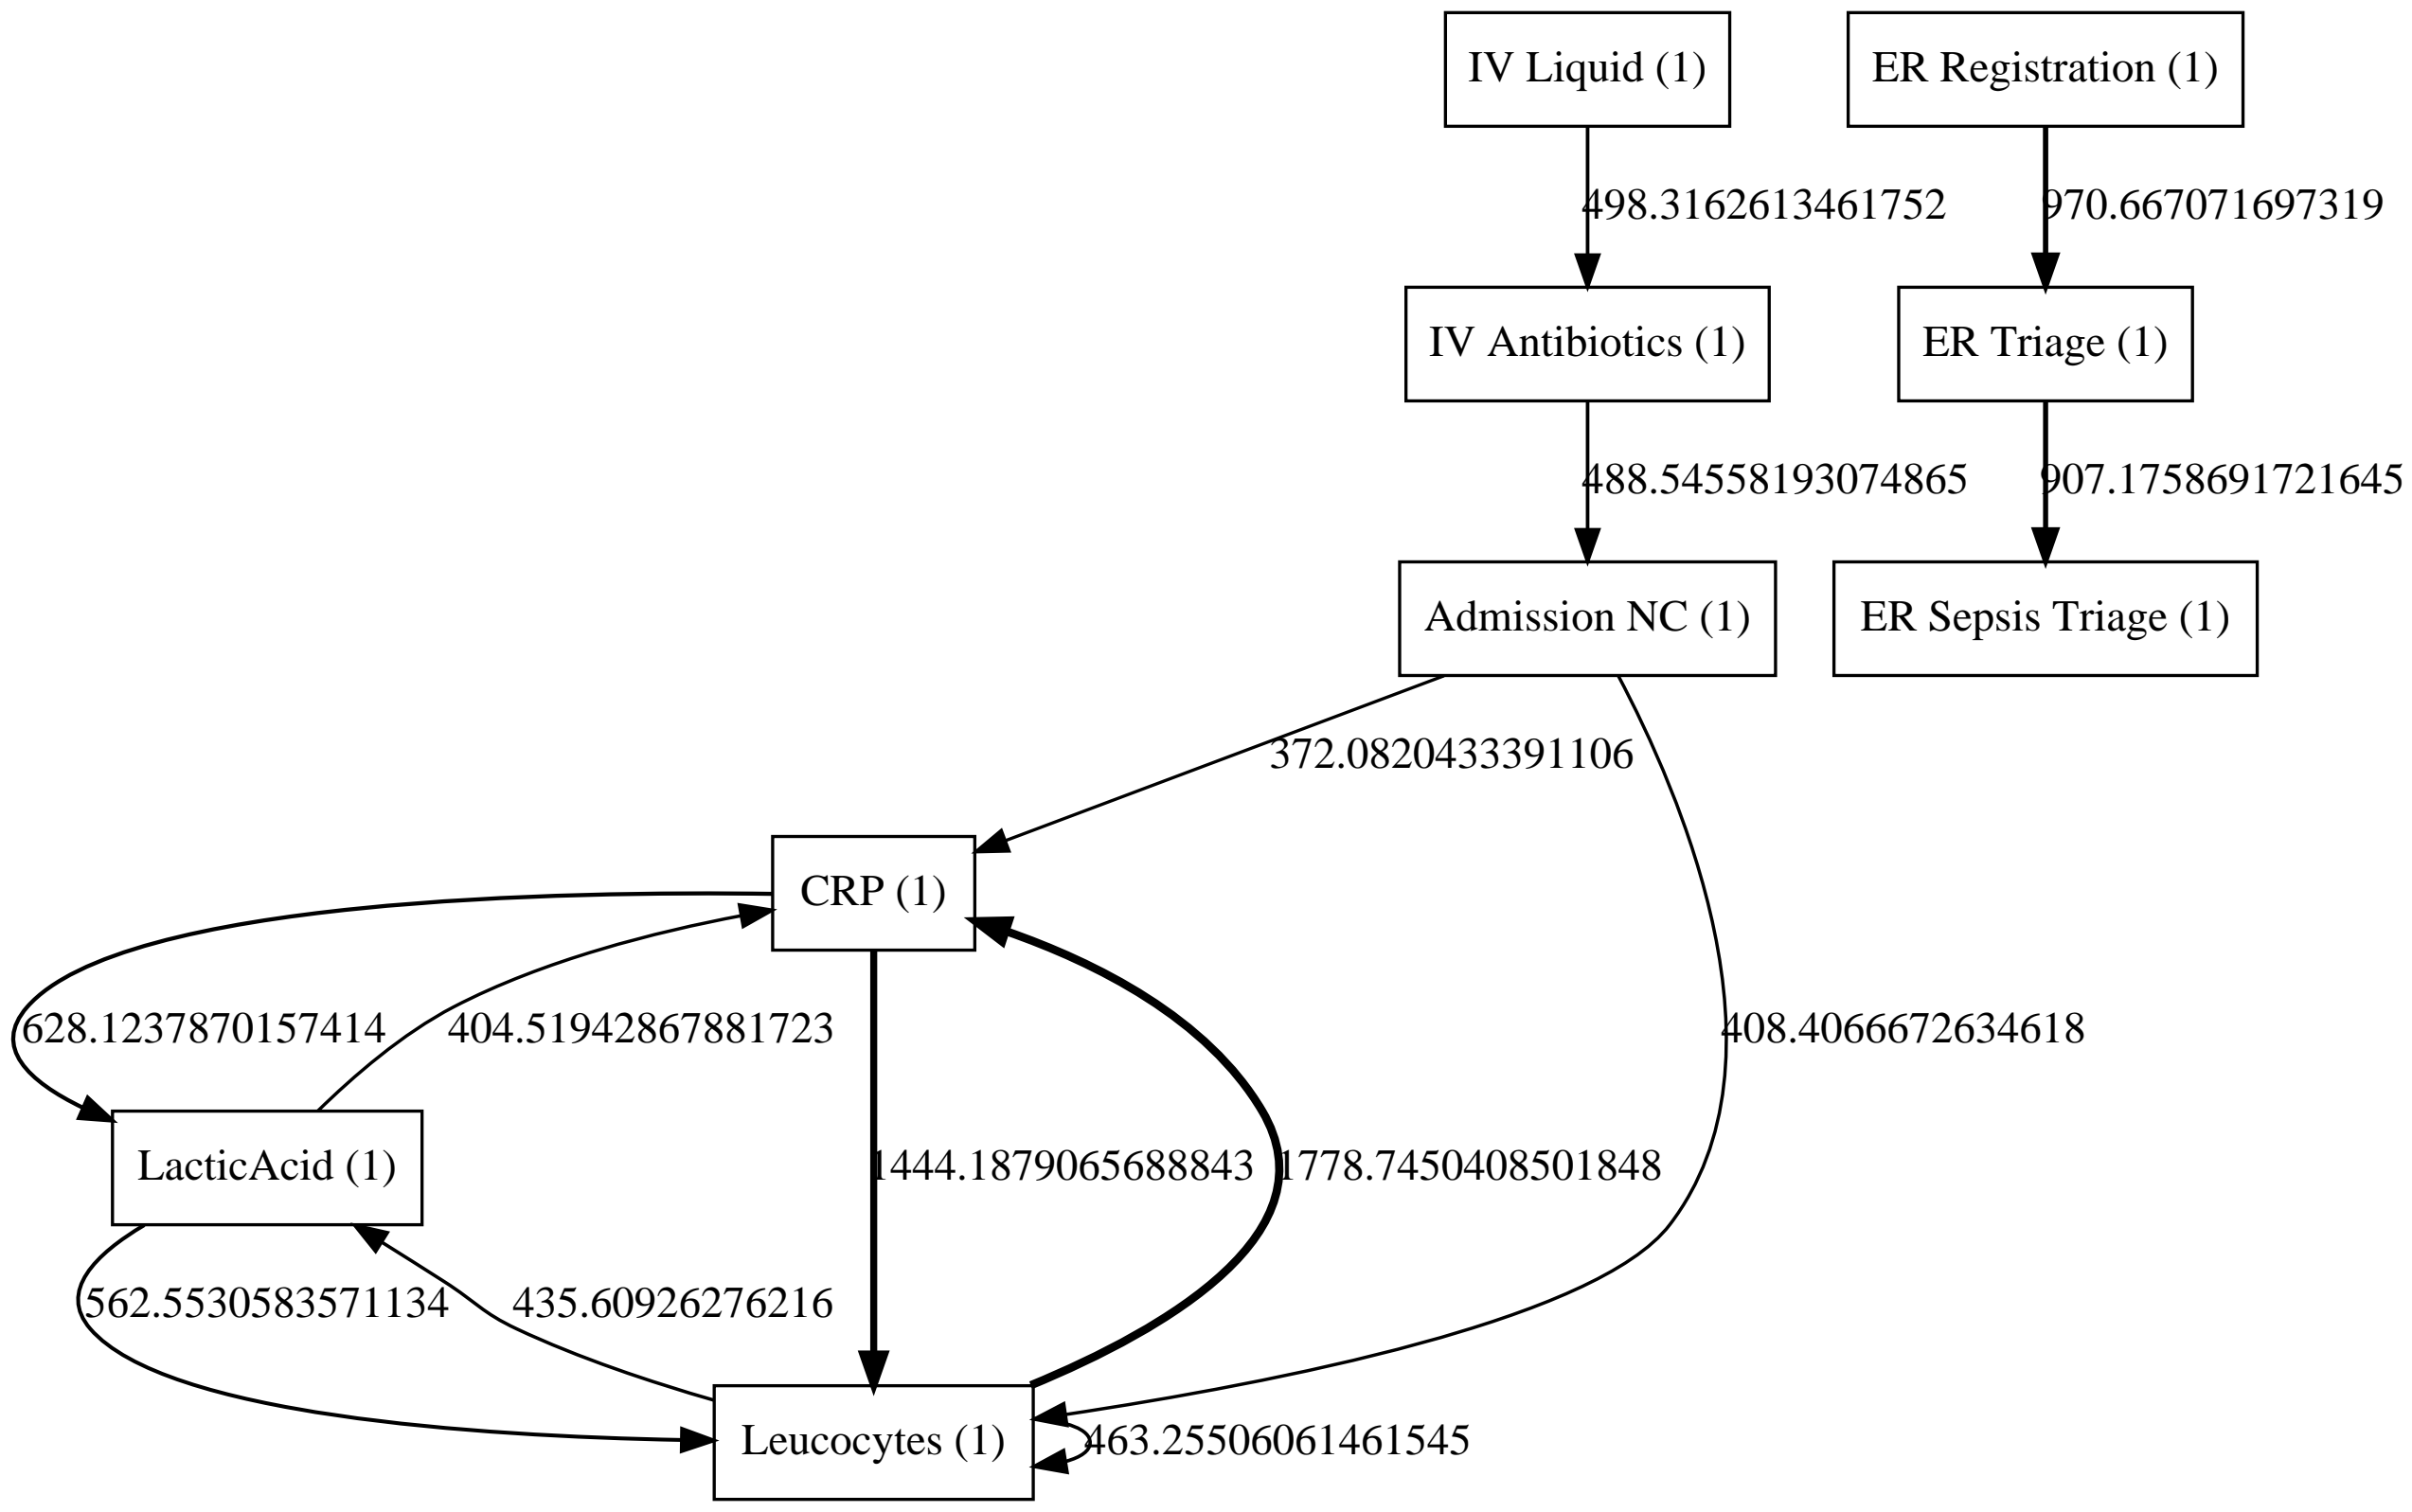 IV Liquid (1)
ER Registration (1)
498.3162613461752
970.667071697319
IV Antibiotics (1)
ER Triage (1)
488.54558193074865
907.1758691721645
Admission NC (1)
ER Sepsis Triage (1)
372.0820433391106
CRP (1)
628.1237870157414
404.51942867881723
408.4066672634618
LacticAcid (1)
1444.1879065688843
1778.7450408501848
562.5530583571134
435.60926276216
Leucocytes (1)
463.25506061461545